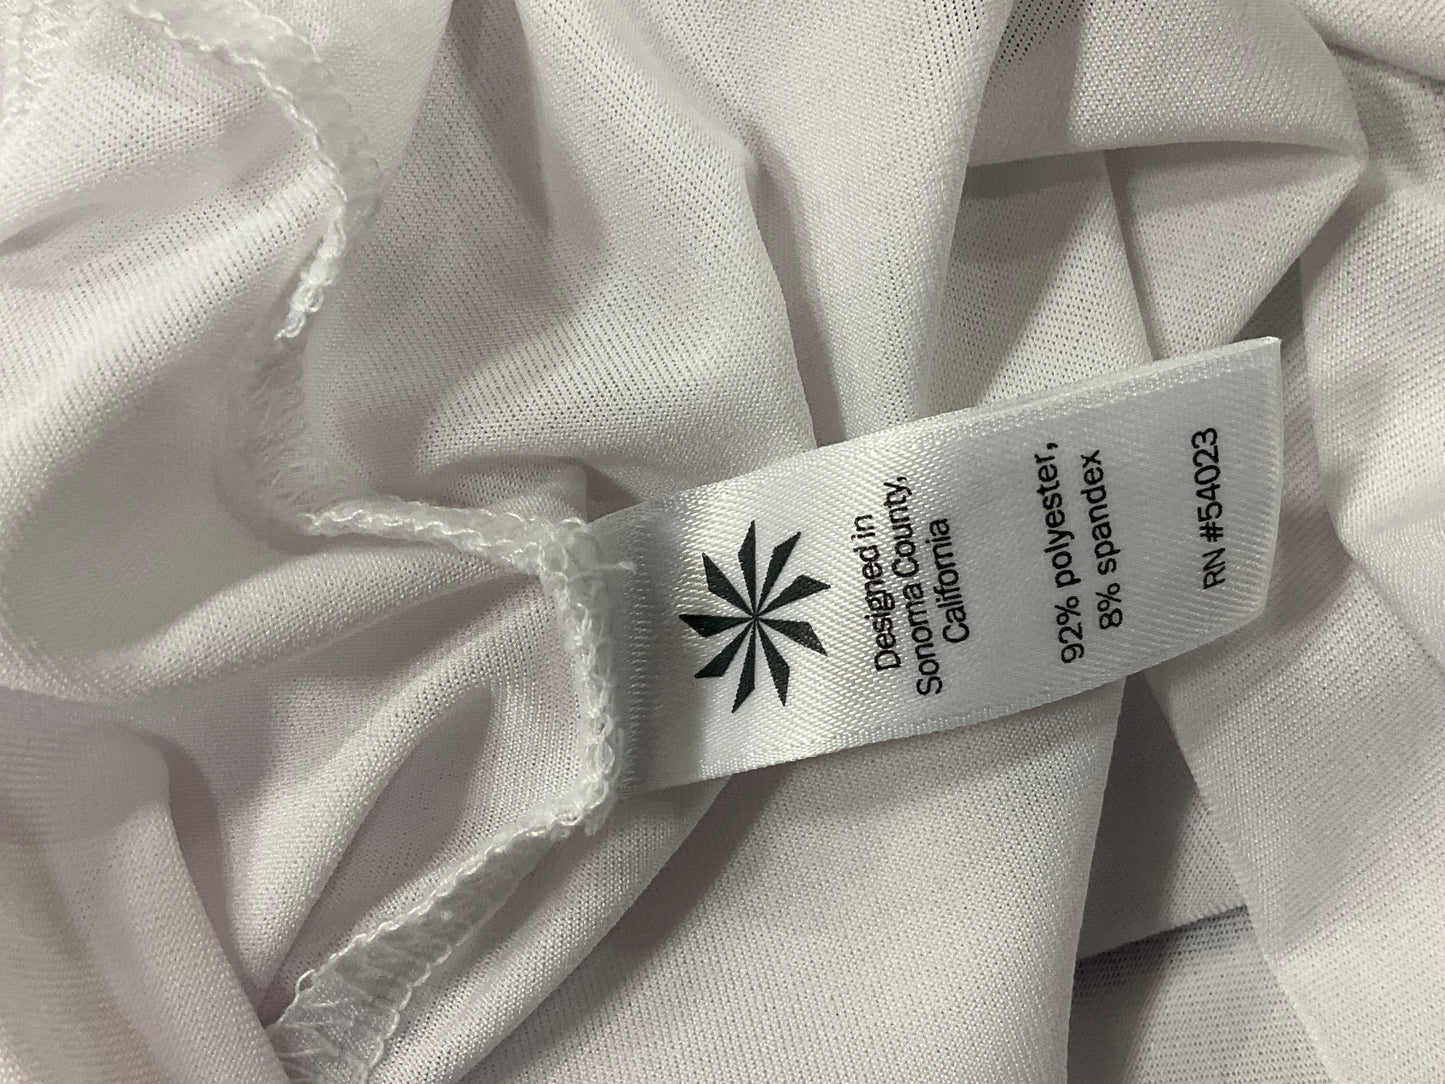 Designed in
Sonoma County,
California
92% polyester,
8% spandex
RN #54023